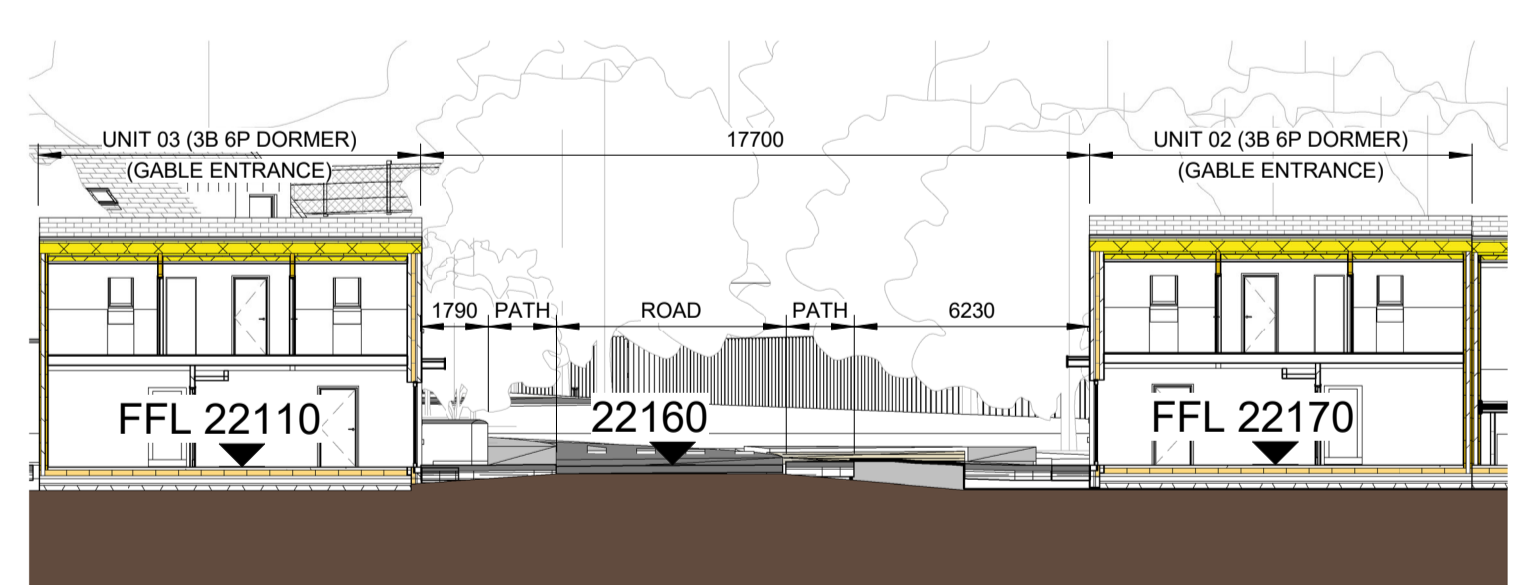 UNIT 03 (3B 6P DORMER)
(GABLE ENTRANCE)
17700
UNIT 02 (3B 6P DORMER)
(GABLE ENTRANCE)
1790
PATH
ROAD
PATH
6230
FFL 22110
22160
FFL 22170